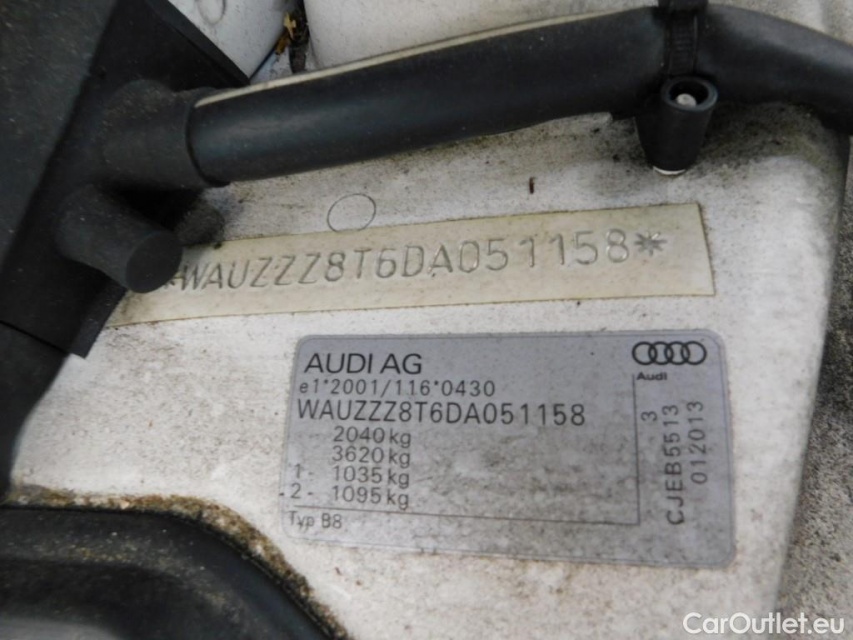 *WAUZZZ8T6DA051158*
AUDI AG
e1*2001/116*0430
WAUZZZ8T6DA051158
2040kg
3620kg
1- 1035kg
2- 1095kg
Typ B8
Audi
3
CJEB5513
012013
CarOutlet.eu